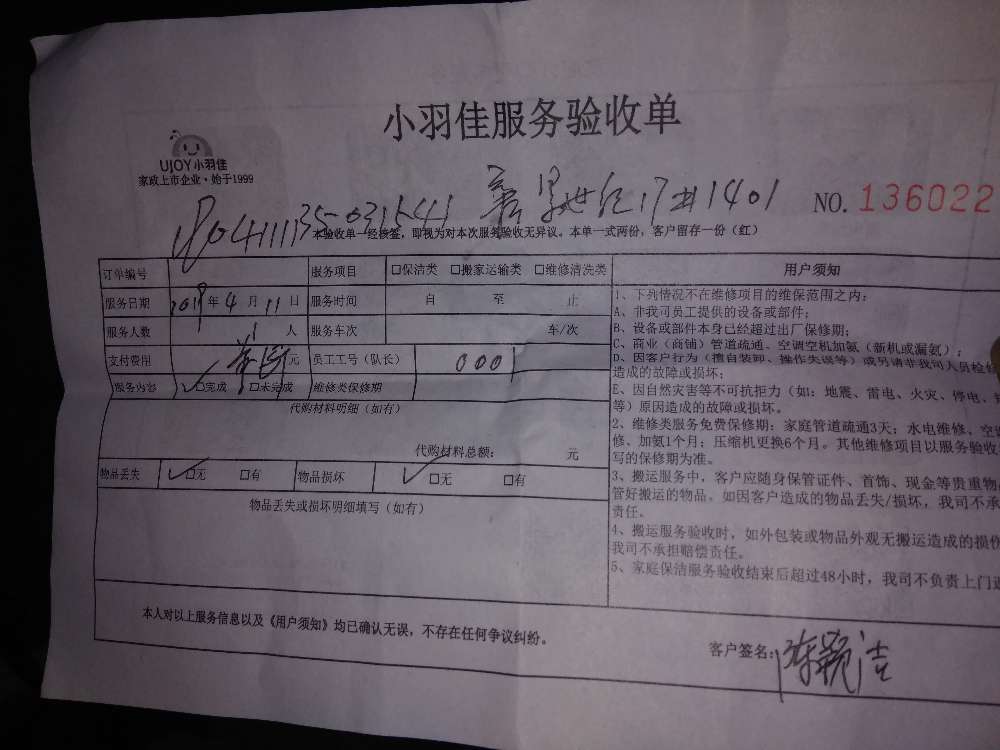 小羽佳服务验收单
UJOY小羽佳
家政上市企业·始于1999
17#1401
NO. 136022
本验收单一经接签，即视为对本次服务验收无异议。本单一式两份，客户留存一份（红）
订单编号 服务项目 □保洁类 □搬家运输类 □维修清洗类
服务日期 2019年4月11日 服务时间 自 至 止
服务人数 1人 服务车次 车/次
支付费用 元 员工工号（队长） 0001
服务内容 ✓□完成 □未完成 维修类保修期
代购材料明细（如有）
代购材料总额： 元
物品丢失 ✓□无 □有 物品损坏 ✓□无 □有
物品丢失或损坏明细填写（如有）
用户须知
1、下列情况不在维修项目的维保范围之内：
A、非我司员工提供的设备或部件；
B、设备或部件本身已经超过出厂保修期；
C、商业（商铺）管道疏通、空调空机加氨（新机或漏氨）；
D、因客户行为（擅自装卸、操作失误等）或另请非我司人员检修
造成的故障或损坏；
E、因自然灾害等不可抗拒力（如：地震、雷电、火灾、停电、
等）原因造成的故障或损坏。
2、维修类服务免费保修期：家庭管道疏通3天；水电维修、空
修、加氨1个月；压缩机更换6个月。其他维修项目以服务验收
写的保修期为准。
3、搬运服务中，客户应随身保管证件、首饰、现金等贵重物
管好搬运的物品。如因客户造成的物品丢失/损坏，我司不承
责任。
4、搬运服务验收时，如外包装或物品外观无搬运造成的损
我司不承担赔偿责任。
5、家庭保洁服务验收结束后超过48小时，我司不负责上门
本人对以上服务信息以及《用户须知》均已确认无误，不存在任何争议纠纷。
客户签名：陈颖洁